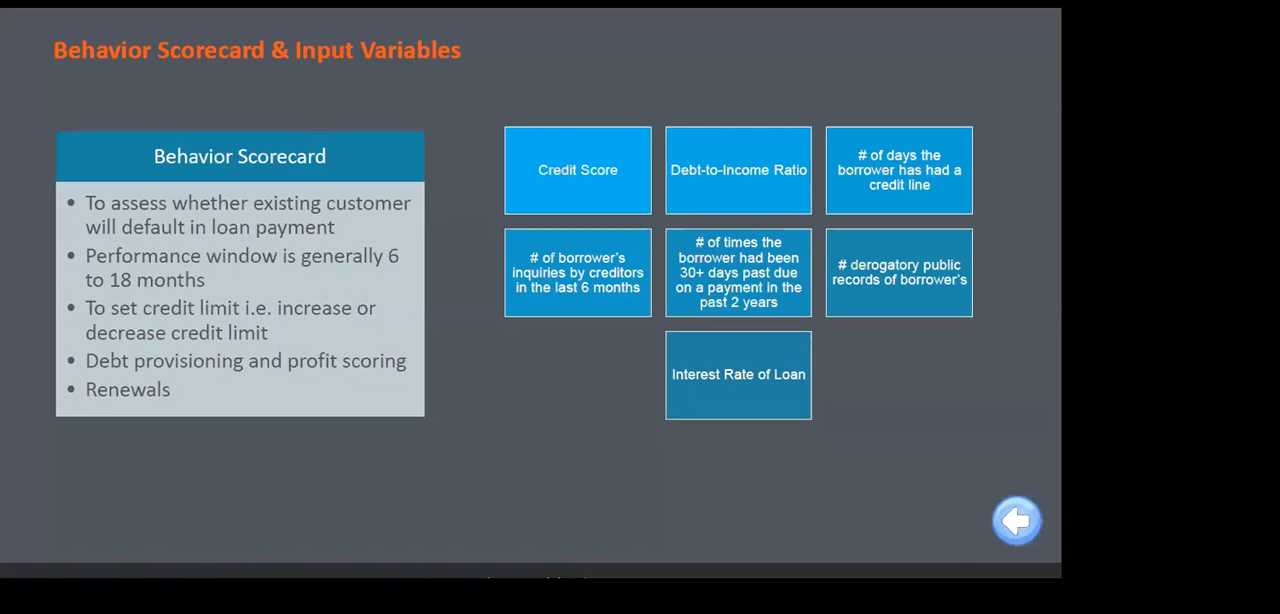 Behavior Scorecard & Input Variables
Behavior Scorecard
• To assess whether existing customer
will default in loan payment
• Performance window is generally 6
to 18 months
• To set credit limit i.e. increase or
decrease credit limit
• Debt provisioning and profit scoring
• Renewals
Credit Score
Debt-to-Income Ratio
# of days the
borrower has had a
credit line
# of borrower's
inquiries by creditors
in the last 6 months
# of times the
borrower had been
30+ days past due
on a payment in the
past 2 years
# derogatory public
records of borrower's
Interest Rate of Loan